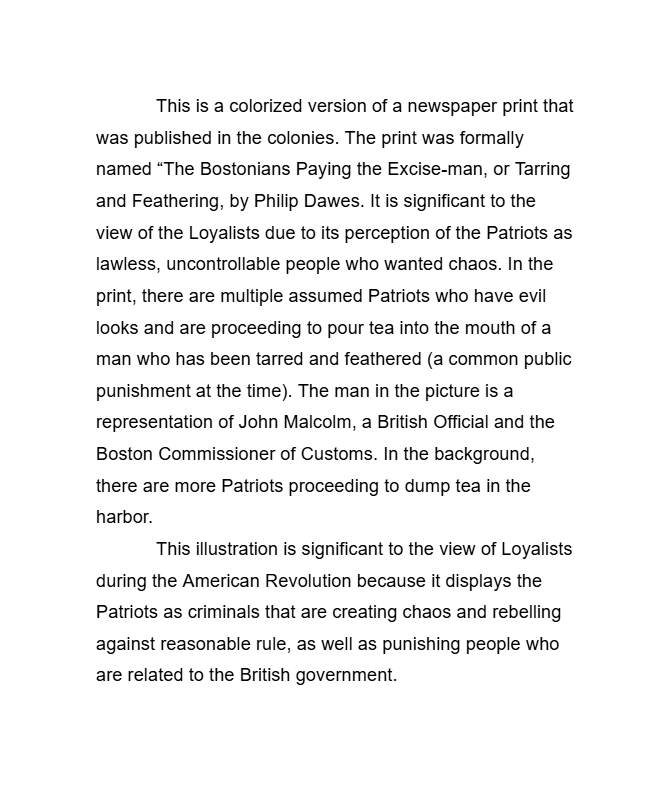 This is a colorized version of a newspaper print that
was published in the colonies. The print was formally
named “The Bostonians Paying the Excise-man, or Tarring
and Feathering, by Philip Dawes. It is significant to the
view of the Loyalists due to its perception of the Patriots as
lawless, uncontrollable people who wanted chaos. In the
print, there are multiple assumed Patriots who have evil
looks and are proceeding to pour tea into the mouth of a
man who has been tarred and feathered (a common public
punishment at the time). The man in the picture is a
representation of John Malcolm, a British Official and the
Boston Commissioner of Customs. In the background,
there are more Patriots proceeding to dump tea in the
harbor.
This illustration is significant to the view of Loyalists
during the American Revolution because it displays the
Patriots as criminals that are creating chaos and rebelling
against reasonable rule, as well as punishing people who
are related to the British government.